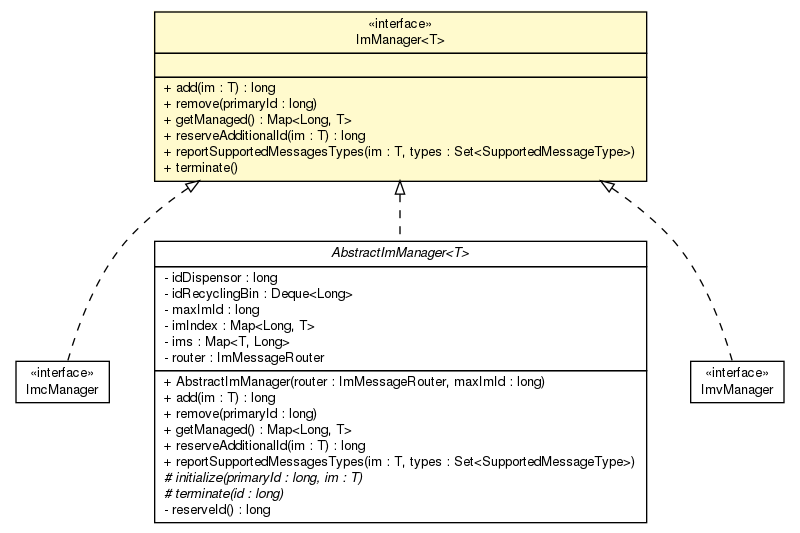 «interface»
ImManager<T>
+ add(im : T) : long
+ remove(primaryId : long)
+ getManaged() : Map<Long, T>
+ reserveAdditionalId(im : T) : long
+ reportSupportedMessagesTypes(im : T, types : Set<SupportedMessageType>)
+ terminate()
AbstractImManager<T>
- idDispensor : long
- idRecyclingBin : Deque<Long>
- maxImId : long
- imIndex : Map<Long, T>
- ims : Map<T, Long>
- router : ImMessageRouter
+ AbstractImManager(router : ImMessageRouter, maxImId : long)
+ add(im : T) : long
+ remove(primaryId : long)
+ getManaged() : Map<Long, T>
+ reserveAdditionalId(im : T) : long
+ reportSupportedMessagesTypes(im : T, types : Set<SupportedMessageType>)
# initialize(primaryId : long, im : T)
# terminate(id : long)
- reserveId() : long
«interface»
ImcManager
«interface»
ImvManager